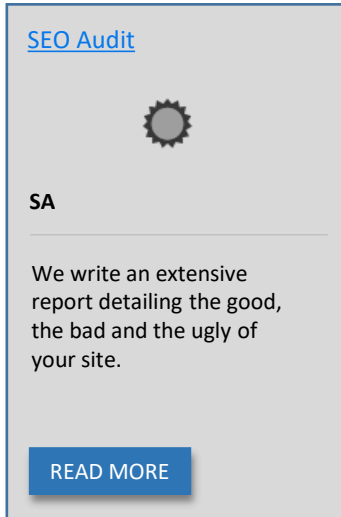 SEO Audit
SA
We write an extensive
report detailing the good,
the bad and the ugly of
your site.
READ MORE